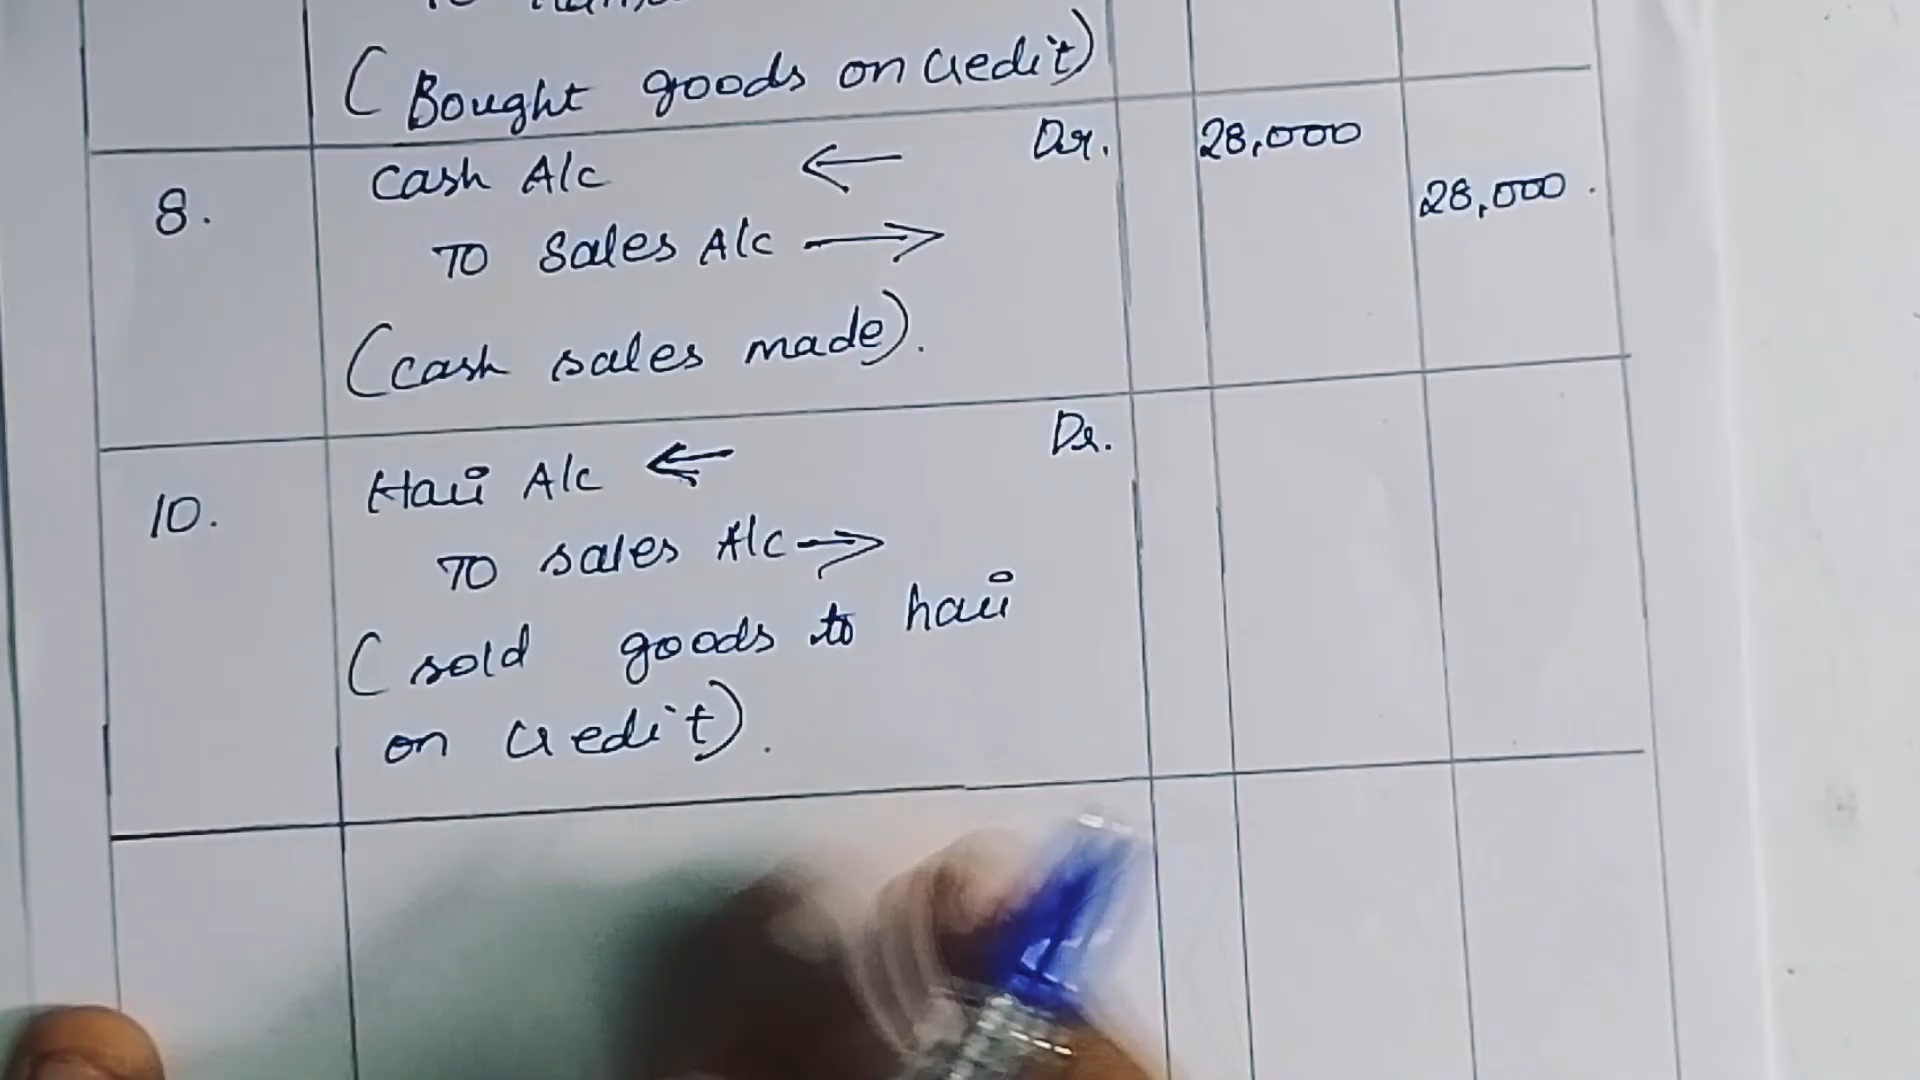 (Bought goods on credit)
8. Cash A/c ← Dr. 28,000
To Sales A/c → 28,000.
(cash sales made).
10. Hari A/c ← Dr.
To sales A/c →
(sold goods to hari
on credit).